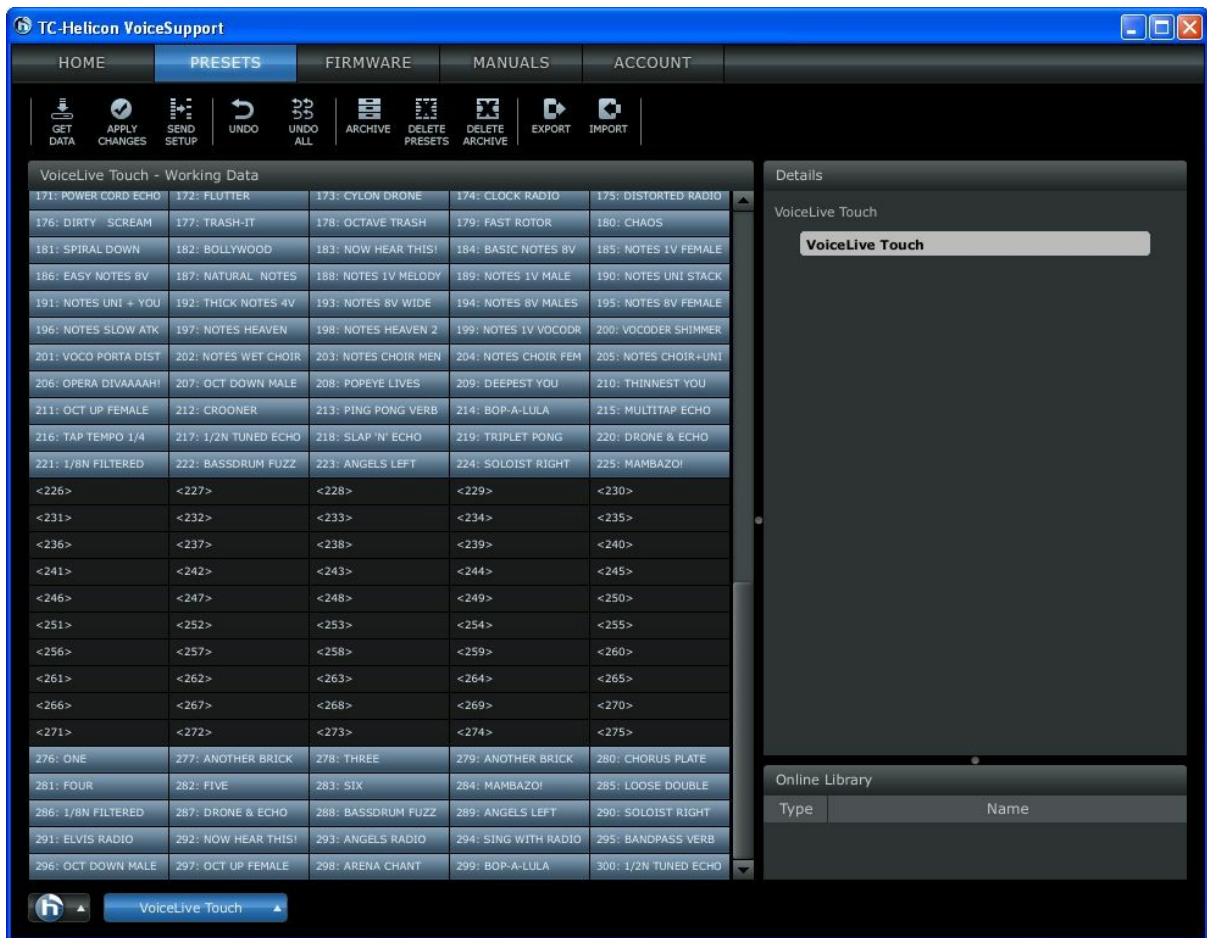 TC-Helicon VoiceSupport
HOME PRESETS FIRMWARE MANUALS ACCOUNT
GET DATA APPLY CHANGES SEND SETUP UNDO UNDO ALL ARCHIVE DELETE PRESETS DELETE ARCHIVE EXPORT IMPORT
VoiceLive Touch - Working Data
171: POWER CORD ECHO 172: FLUTTER 173: CYLON DRONE 174: CLOCK RADIO 175: DISTORTED RADIO
176: DIRTY SCREAM 177: TRASH-IT 178: OCTAVE TRASH 179: FAST ROTOR 180: CHAOS
181: SPIRAL DOWN 182: BOLLYWOOD 183: NOW HEAR THIS! 184: BASIC NOTES 8V 185: NOTES 1V FEMALE
186: EASY NOTES 8V 187: NATURAL NOTES 188: NOTES 1V MELODY 189: NOTES 1V MALE 190: NOTES UNI STACK
191: NOTES UNI + YOU 192: THICK NOTES 4V 193: NOTES 8V WIDE 194: NOTES 8V MALES 195: NOTES 8V FEMALE
196: NOTES SLOW ATK 197: NOTES HEAVEN 198: NOTES HEAVEN 2 199: NOTES 1V VOCODR 200: VOCODER SHIMMER
201: VOCO PORTA DIST 202: NOTES WET CHOIR 203: NOTES CHOIR MEN 204: NOTES CHOIR FEM 205: NOTES CHOIR+UNI
206: OPERA DIVAAAAH! 207: OCT DOWN MALE 208: POPEYE LIVES 209: DEEPEST YOU 210: THINNEST YOU
211: OCT UP FEMALE 212: CROONER 213: PING PONG VERB 214: BOP-A-LULA 215: MULTITAP ECHO
216: TAP TEMPO 1/4 217: 1/2N TUNED ECHO 218: SLAP 'N' ECHO 219: TRIPLET PONG 220: DRONE & ECHO
221: 1/8N FILTERED 222: BASSDRUM FUZZ 223: ANGELS LEFT 224: SOLOIST RIGHT 225: MAMBAZO!
<226> <227> <228> <229> <230>
<231> <232> <233> <234> <235>
<236> <237> <238> <239> <240>
<241> <242> <243> <244> <245>
<246> <247> <248> <249> <250>
<251> <252> <253> <254> <255>
<256> <257> <258> <259> <260>
<261> <262> <263> <264> <265>
<266> <267> <268> <269> <270>
<271> <272> <273> <274> <275>
276: ONE 277: ANOTHER BRICK 278: THREE 279: ANOTHER BRICK 280: CHORUS PLATE
281: FOUR 282: FIVE 283: SIX 284: MAMBAZO! 285: LOOSE DOUBLE
286: 1/8N FILTERED 287: DRONE & ECHO 288: BASSDRUM FUZZ 289: ANGELS LEFT 290: SOLOIST RIGHT
291: ELVIS RADIO 292: NOW HEAR THIS! 293: ANGELS RADIO 294: SING WITH RADIO 295: BANDPASS VERB
296: OCT DOWN MALE 297: OCT UP FEMALE 298: ARENA CHANT 299: BOP-A-LULA 300: 1/2N TUNED ECHO
Details
VoiceLive Touch
VoiceLive Touch
Online Library
Type Name
h VoiceLive Touch